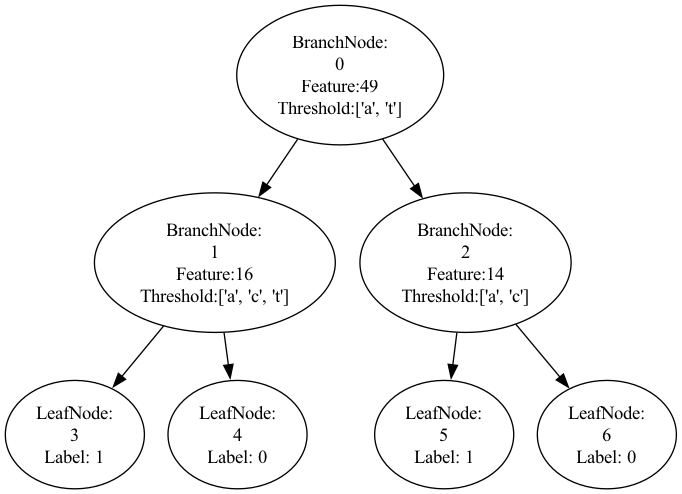 BranchNode:
0
Feature:49
Threshold:['a', 't']
BranchNode:
1
Feature:16
Threshold:['a', 'c', 't']
BranchNode:
2
Feature:14
Threshold:['a', 'c']
LeafNode:
3
Label: 1
LeafNode:
4
Label: 0
LeafNode:
5
Label: 1
LeafNode:
6
Label: 0